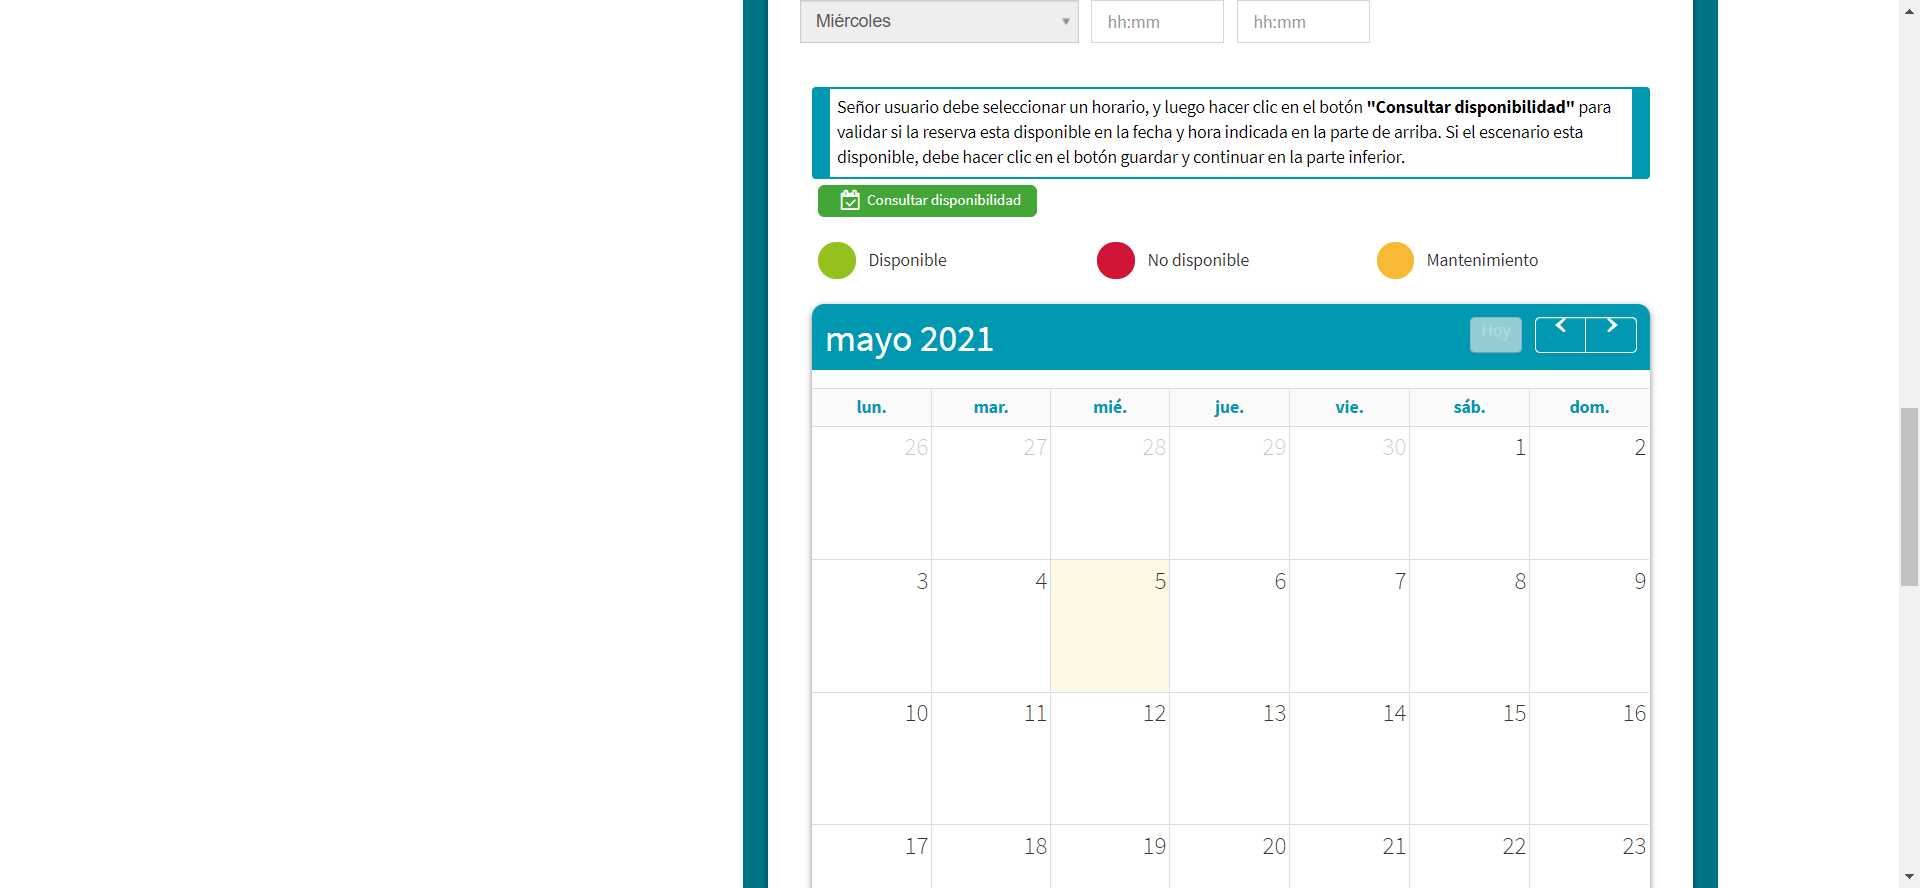 Miércoles hh:mm hh:mm
Señor usuario debe seleccionar un horario, y luego hacer clic en el botón "Consultar disponibilidad" para
validar si la reserva esta disponible en la fecha y hora indicada en la parte de arriba. Si el escenario esta
disponible, debe hacer clic en el botón guardar y continuar en la parte inferior.
Consultar disponibilidad
Disponible No disponible Mantenimiento
mayo 2021 Hoy
lun. mar. mié. jue. vie. sáb. dom.
26 27 28 29 30 1 2
3 4 5 6 7 8 9
10 11 12 13 14 15 16
17 18 19 20 21 22 23